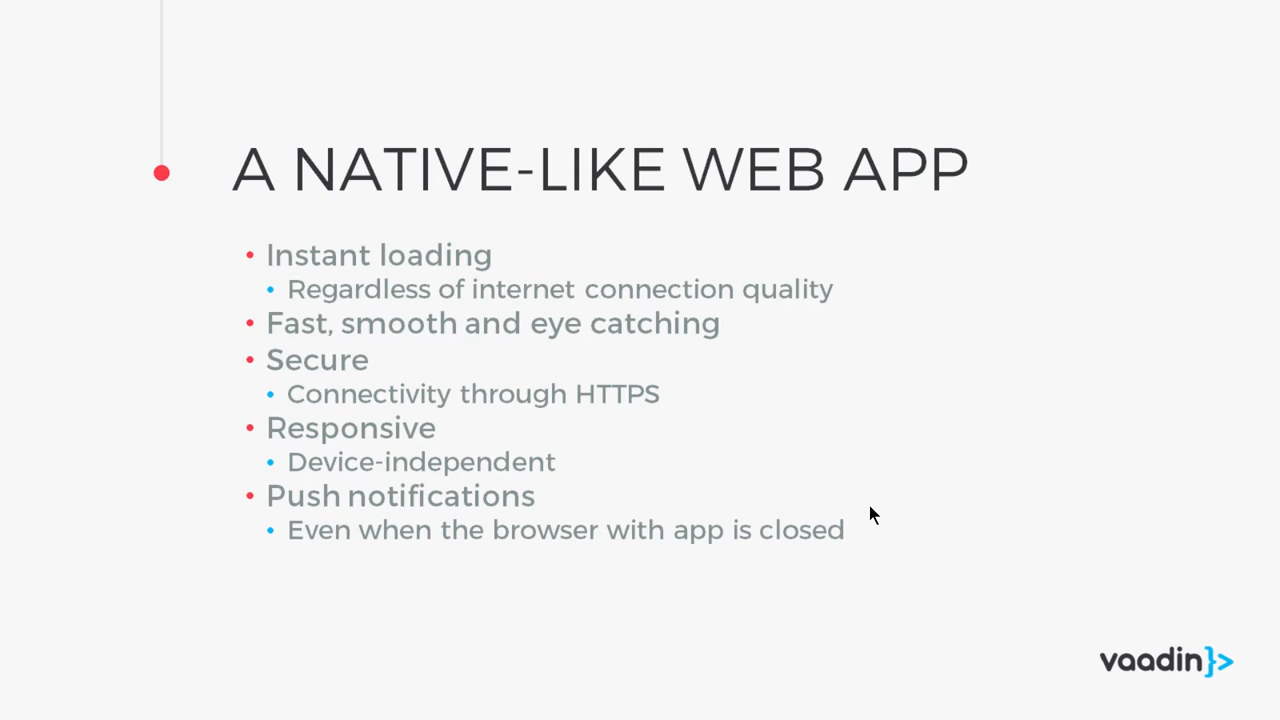 A NATIVE-LIKE WEB APP
• Instant loading
• Regardless of internet connection quality
• Fast, smooth and eye catching
• Secure
• Connectivity through HTTPS
• Responsive
• Device-independent
• Push notifications
• Even when the browser with app is closed
vaadin}>